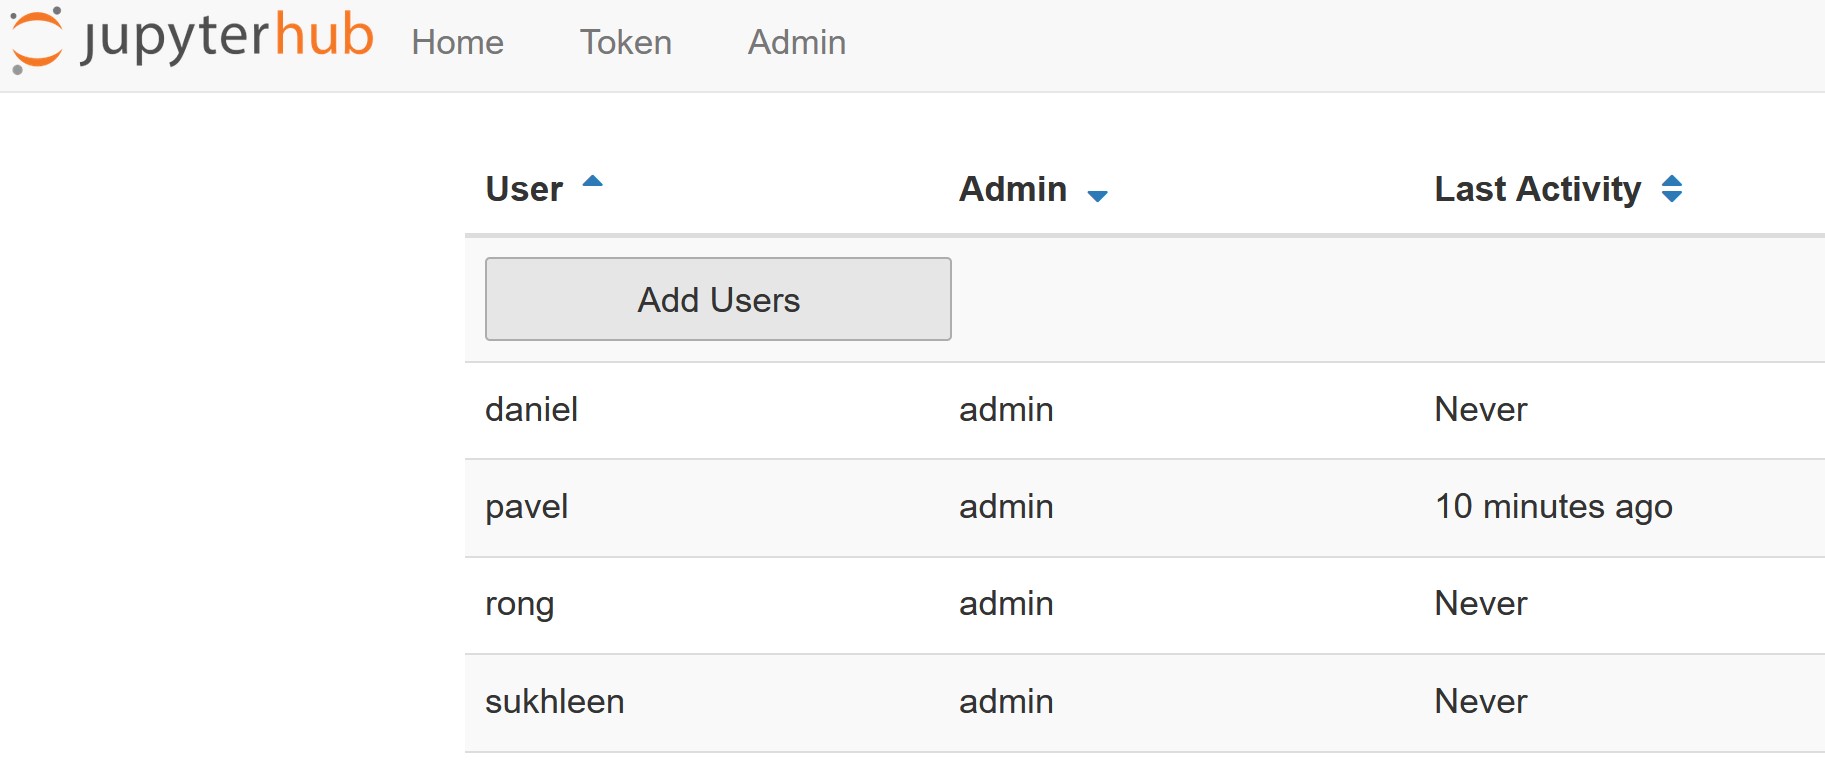 jupyterhub Home Token Admin
User Admin Last Activity
Add Users
daniel admin Never
pavel admin 10 minutes ago
rong admin Never
sukhleen admin Never